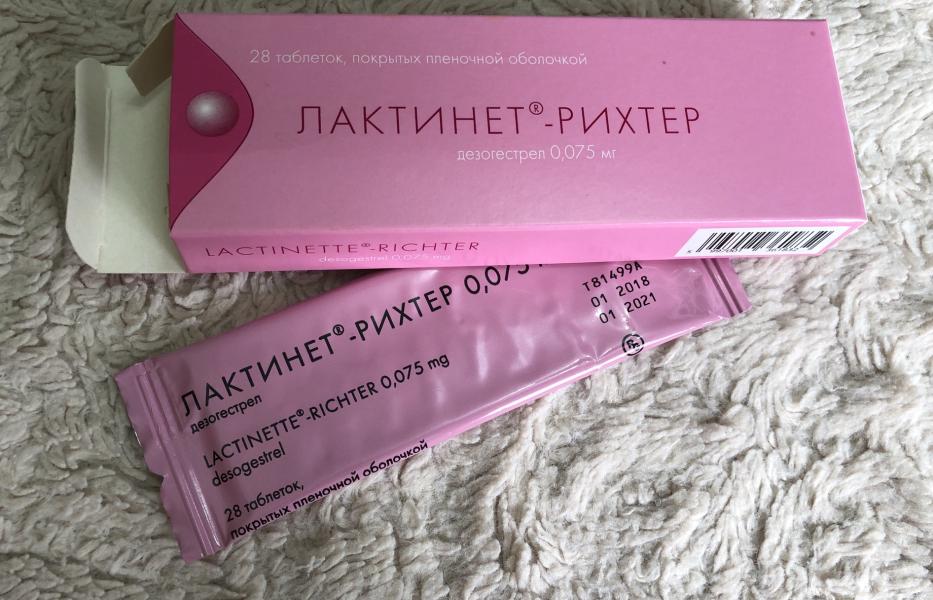 28 таблеток, покрытых пленочной оболочкой
ЛАКТИНЕТ®-РИХТЕР
дезогестрел 0,075 мг
LACTINETTE®-RICHTER
desogestrel 0,075 mg
ЛАКТИНЕТ®-РИХТЕР 0,075
дезогестрел
LACTINETTE®-RICHTER 0,075 mg
desogestrel
28 таблеток,
покрытых пленочной оболочкой
T81499A
01 2018
01 2021